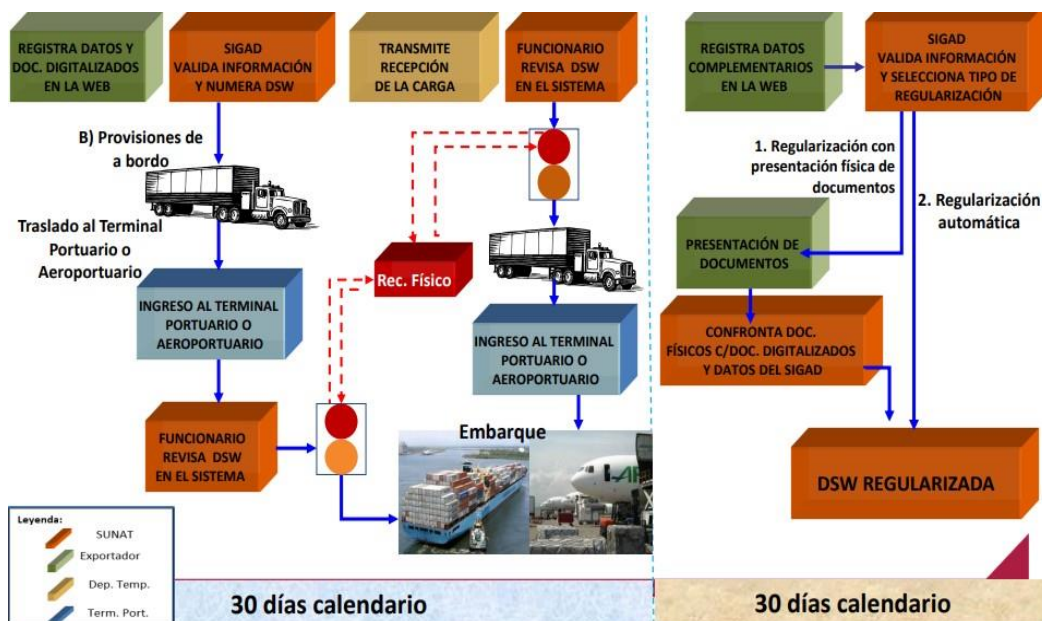 REGISTRA DATOS Y
DOC. DIGITALIZADOS
EN LA WEB
SIGAD
VALIDA INFORMACIÓN
Y NUMERA DSW
TRANSMITE
RECEPCIÓN
DE LA CARGA
FUNCIONARIO
REVISA DSW
EN EL SISTEMA
B) Provisiones de
a bordo
Traslado al Terminal
Portuario o
Aeroportuario
Rec. Físico
INGRESO AL TERMINAL
PORTUARIO O
AEROPORTUARIO
INGRESO AL TERMINAL
PORTUARIO O
AEROPORTUARIO
FUNCIONARIO
REVISA DSW
EN EL SISTEMA
Embarque
Leyenda:
SUNAT
Exportador
Dep. Temp.
Term. Port.
30 días calendario
REGISTRA DATOS
COMPLEMENTARIOS
EN LA WEB
SIGAD
VALIDA INFORMACIÓN
Y SELECCIONA TIPO DE
REGULARIZACIÓN
1. Regularización con
presentación física de
documentos
2. Regularización
automática
PRESENTACIÓN DE
DOCUMENTOS
CONFRONTA DOC.
FÍSICOS C/DOC. DIGITALIZADOS
Y DATOS DEL SIGAD
DSW REGULARIZADA
30 días calendario